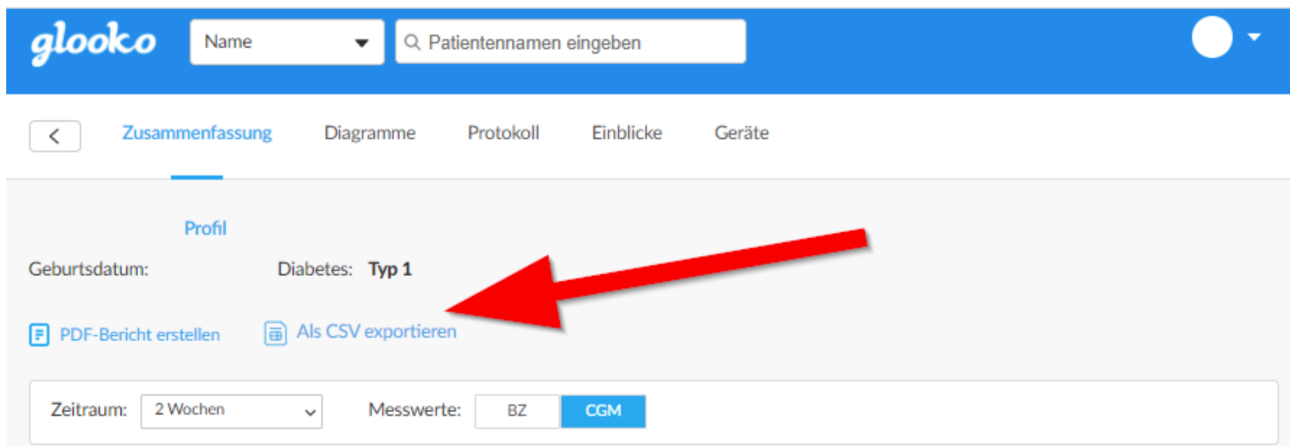 glooko Name Patientennamen eingeben
Zusammenfassung Diagramme Protokoll Einblicke Geräte
Profil
Geburtsdatum: Diabetes: Typ 1
PDF-Bericht erstellen Als CSV exportieren
Zeitraum: 2 Wochen Messwerte: BZ CGM